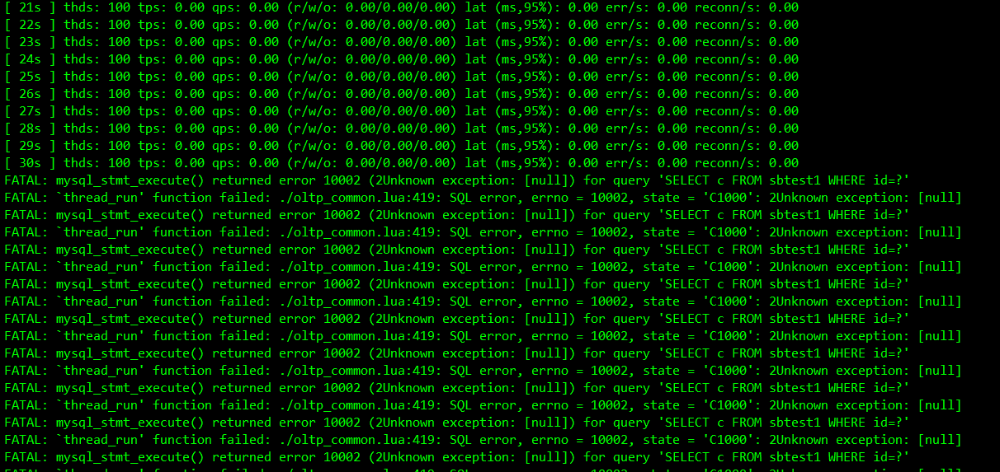 [ 21s ] thds: 100 tps: 0.00 qps: 0.00 (r/w/o: 0.00/0.00/0.00) lat (ms,95%): 0.00 err/s: 0.00 reconn/s: 0.00
[ 22s ] thds: 100 tps: 0.00 qps: 0.00 (r/w/o: 0.00/0.00/0.00) lat (ms,95%): 0.00 err/s: 0.00 reconn/s: 0.00
[ 23s ] thds: 100 tps: 0.00 qps: 0.00 (r/w/o: 0.00/0.00/0.00) lat (ms,95%): 0.00 err/s: 0.00 reconn/s: 0.00
[ 24s ] thds: 100 tps: 0.00 qps: 0.00 (r/w/o: 0.00/0.00/0.00) lat (ms,95%): 0.00 err/s: 0.00 reconn/s: 0.00
[ 25s ] thds: 100 tps: 0.00 qps: 0.00 (r/w/o: 0.00/0.00/0.00) lat (ms,95%): 0.00 err/s: 0.00 reconn/s: 0.00
[ 26s ] thds: 100 tps: 0.00 qps: 0.00 (r/w/o: 0.00/0.00/0.00) lat (ms,95%): 0.00 err/s: 0.00 reconn/s: 0.00
[ 27s ] thds: 100 tps: 0.00 qps: 0.00 (r/w/o: 0.00/0.00/0.00) lat (ms,95%): 0.00 err/s: 0.00 reconn/s: 0.00
[ 28s ] thds: 100 tps: 0.00 qps: 0.00 (r/w/o: 0.00/0.00/0.00) lat (ms,95%): 0.00 err/s: 0.00 reconn/s: 0.00
[ 29s ] thds: 100 tps: 0.00 qps: 0.00 (r/w/o: 0.00/0.00/0.00) lat (ms,95%): 0.00 err/s: 0.00 reconn/s: 0.00
[ 30s ] thds: 100 tps: 0.00 qps: 0.00 (r/w/o: 0.00/0.00/0.00) lat (ms,95%): 0.00 err/s: 0.00 reconn/s: 0.00
FATAL: mysql_stmt_execute() returned error 10002 (2Unknown exception: [null]) for query 'SELECT c FROM sbtest1 WHERE id=?'
FATAL: `thread_run' function failed: ./oltp_common.lua:419: SQL error, errno = 10002, state = 'C1000': 2Unknown exception: [null]
FATAL: mysql_stmt_execute() returned error 10002 (2Unknown exception: [null]) for query 'SELECT c FROM sbtest1 WHERE id=?'
FATAL: `thread_run' function failed: ./oltp_common.lua:419: SQL error, errno = 10002, state = 'C1000': 2Unknown exception: [null]
FATAL: mysql_stmt_execute() returned error 10002 (2Unknown exception: [null]) for query 'SELECT c FROM sbtest1 WHERE id=?'
FATAL: `thread_run' function failed: ./oltp_common.lua:419: SQL error, errno = 10002, state = 'C1000': 2Unknown exception: [null]
FATAL: mysql_stmt_execute() returned error 10002 (2Unknown exception: [null]) for query 'SELECT c FROM sbtest1 WHERE id=?'
FATAL: `thread_run' function failed: ./oltp_common.lua:419: SQL error, errno = 10002, state = 'C1000': 2Unknown exception: [null]
FATAL: mysql_stmt_execute() returned error 10002 (2Unknown exception: [null]) for query 'SELECT c FROM sbtest1 WHERE id=?'
FATAL: `thread_run' function failed: ./oltp_common.lua:419: SQL error, errno = 10002, state = 'C1000': 2Unknown exception: [null]
FATAL: mysql_stmt_execute() returned error 10002 (2Unknown exception: [null]) for query 'SELECT c FROM sbtest1 WHERE id=?'
FATAL: `thread_run' function failed: ./oltp_common.lua:419: SQL error, errno = 10002, state = 'C1000': 2Unknown exception: [null]
FATAL: mysql_stmt_execute() returned error 10002 (2Unknown exception: [null]) for query 'SELECT c FROM sbtest1 WHERE id=?'
FATAL: `thread_run' function failed: ./oltp_common.lua:419: SQL error, errno = 10002, state = 'C1000': 2Unknown exception: [null]
FATAL: mysql_stmt_execute() returned error 10002 (2Unknown exception: [null]) for query 'SELECT c FROM sbtest1 WHERE id=?'
FATAL: `thread_run' function failed: ./oltp_common.lua:419: SQL error, errno = 10002, state = 'C1000': 2Unknown exception: [null]
FATAL: mysql_stmt_execute() returned error 10002 (2Unknown exception: [null]) for query 'SELECT c FROM sbtest1 WHERE id=?'